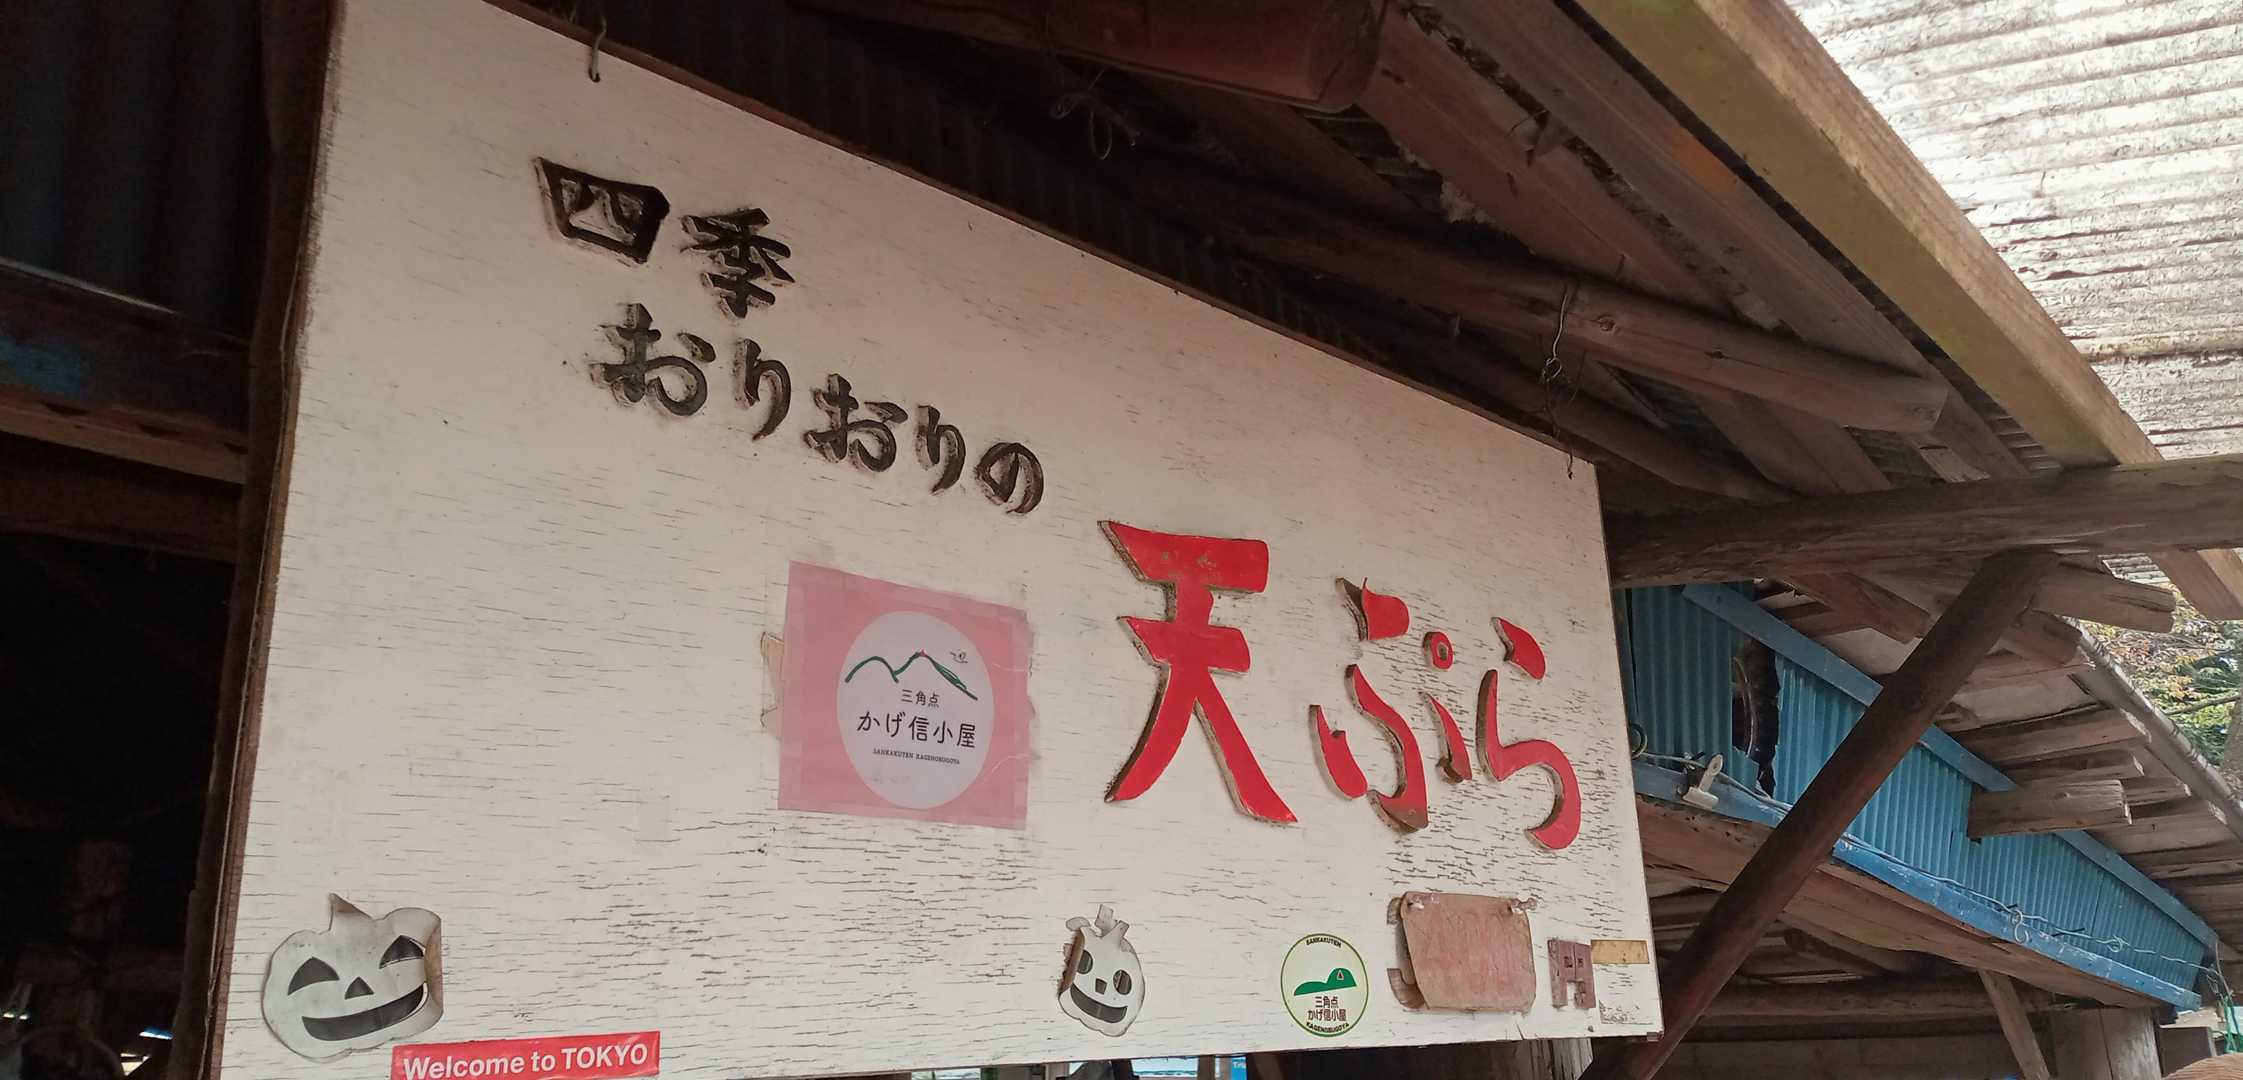 四季
おりおりの
天ぷら
三角点
かげ信小屋
SANKAKUTEN KAGENOBUGOYA
Welcome to TOKYO
SANKAKUTEN
三角点
かげ信小屋
KAGENOBUGOYA